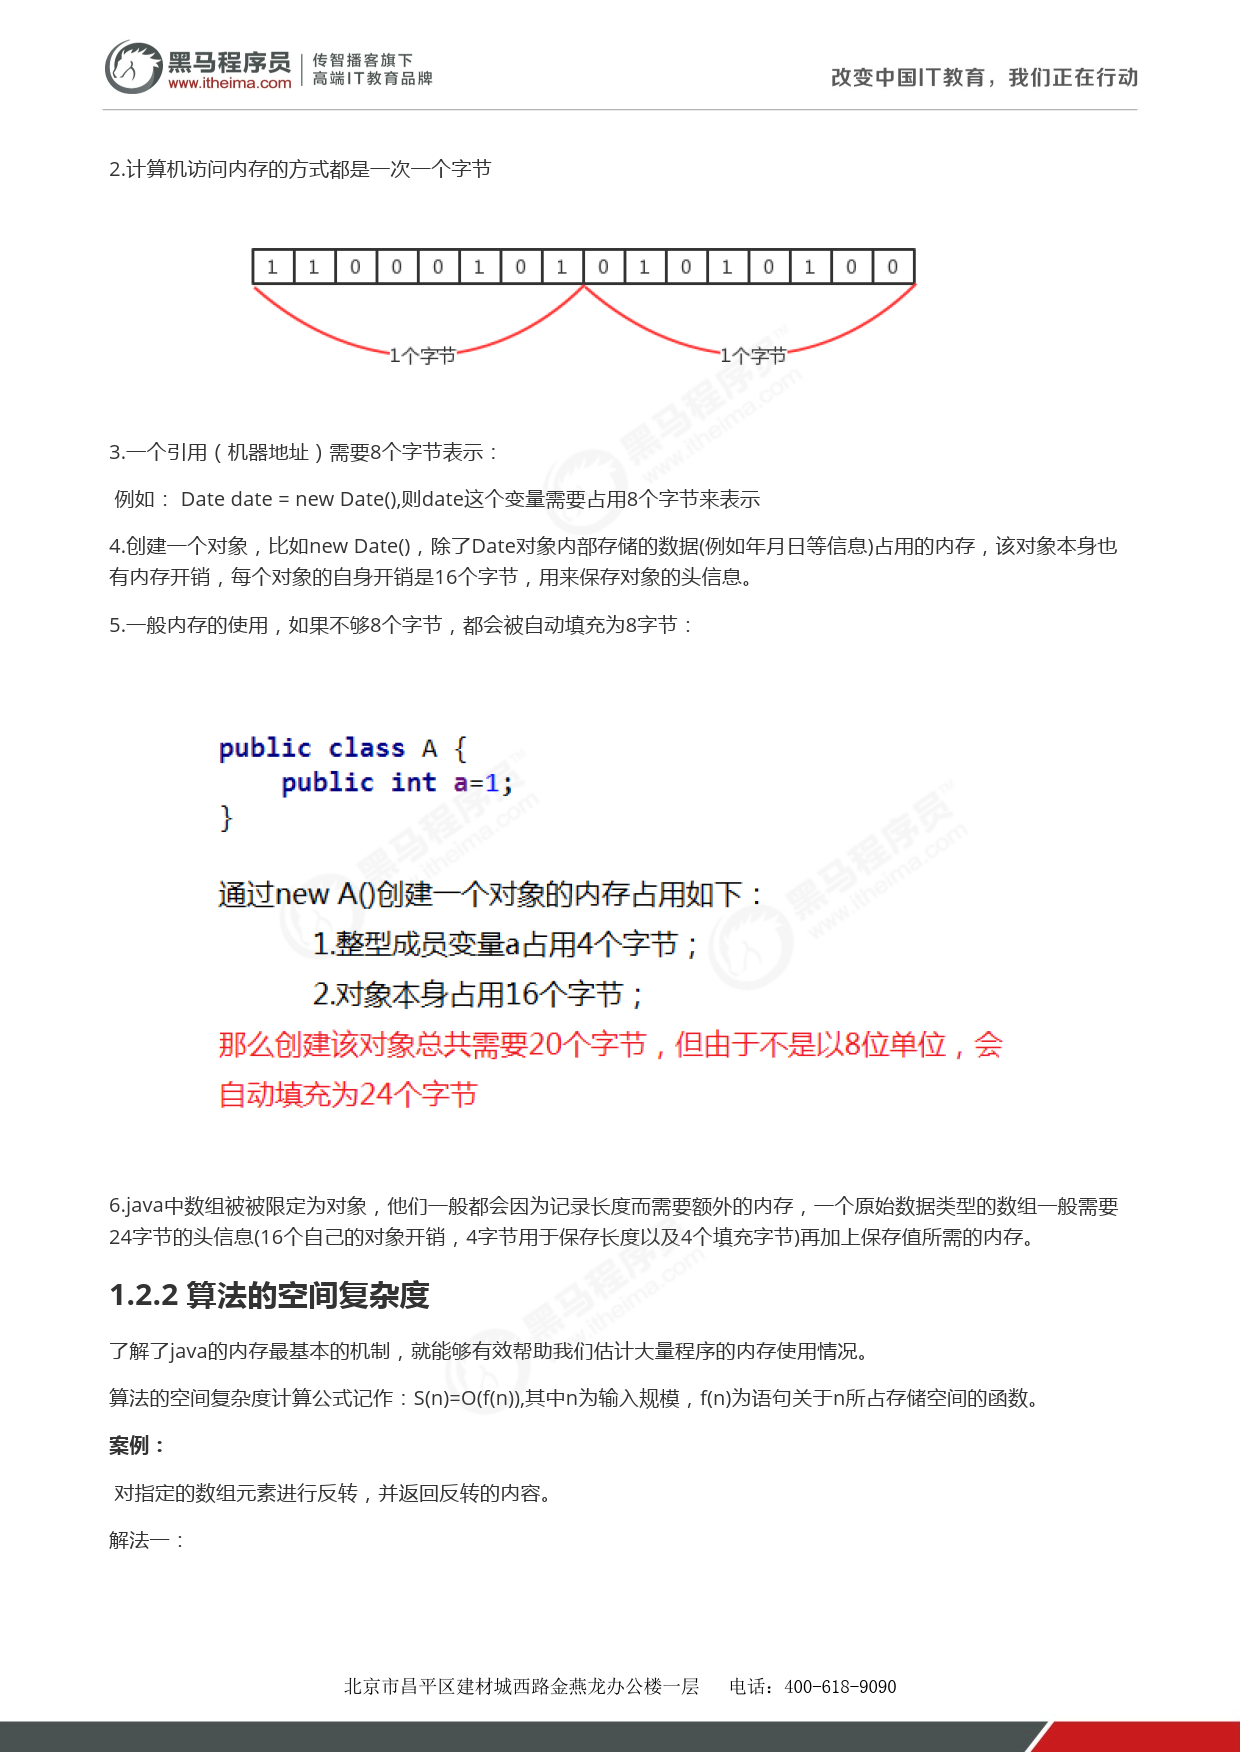 黑马程序员
www.itheima.com
传智播客旗下
高端IT教育品牌
改变中国IT教育，我们正在行动
2.计算机访问内存的方式都是一次一个字节
1 1 0 0 0 1 0 1 0 1 0 1 0 1 0 0
1个字节 1个字节
3.一个引用（机器地址）需要8个字节表示：
例如： Date date = new Date(),则date这个变量需要占用8个字节来表示
4.创建一个对象，比如new Date()，除了Date对象内部存储的数据(例如年月日等信息)占用的内存，该对象本身也
有内存开销，每个对象的自身开销是16个字节，用来保存对象的头信息。
5.一般内存的使用，如果不够8个字节，都会被自动填充为8字节：
public class A {
public int a=1;
}
通过new A()创建一个对象的内存占用如下：
1.整型成员变量a占用4个字节；
2.对象本身占用16个字节；
那么创建该对象总共需要20个字节，但由于不是以8位单位，会
自动填充为24个字节
6.java中数组被被限定为对象，他们一般都会因为记录长度而需要额外的内存，一个原始数据类型的数组一般需要
24字节的头信息(16个自己的对象开销，4字节用于保存长度以及4个填充字节)再加上保存值所需的内存。
1.2.2 算法的空间复杂度
了解了java的内存最基本的机制，就能够有效帮助我们估计大量程序的内存使用情况。
算法的空间复杂度计算公式记作：S(n)=O(f(n)),其中n为输入规模，f(n)为语句关于n所占存储空间的函数。
案例：
对指定的数组元素进行反转，并返回反转的内容。
解法一：
北京市昌平区建材城西路金燕龙办公楼一层 电话：400-618-9090